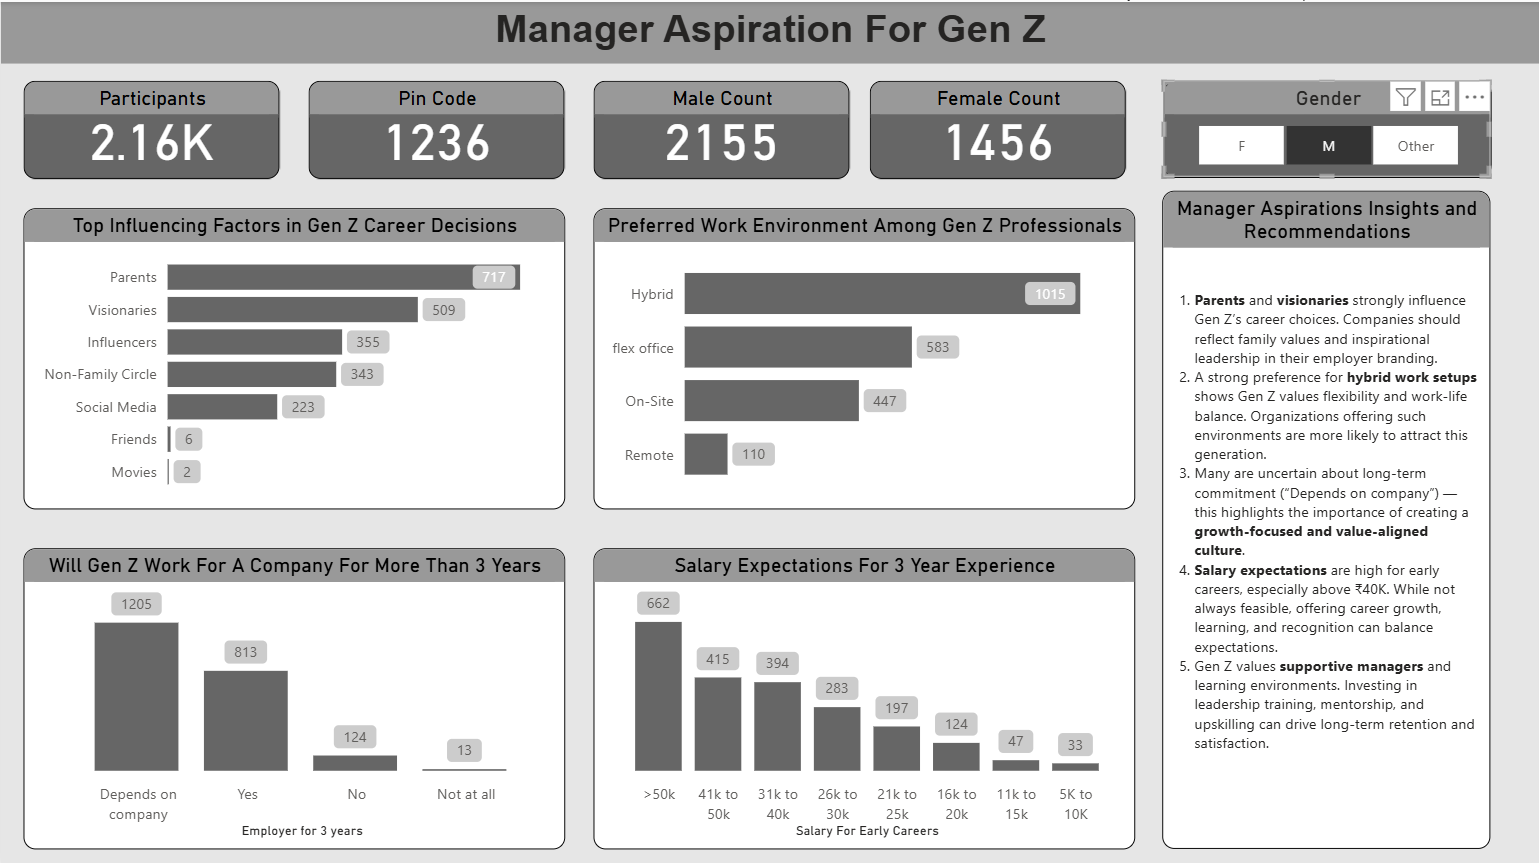 Manager Aspiration For Gen Z
Participants
2.16K
Pin Code
1236
Male Count
2155
Female Count
1456
Gender
F
M
Other
Top Influencing Factors in Gen Z Career Decisions
Parents
717
Visionaries
509
Influencers
355
Non-Family Circle
343
Social Media
223
Friends
6
Movies
2
Preferred Work Environment Among Gen Z Professionals
Hybrid
1015
flex office
583
On-Site
447
Remote
110
Manager Aspirations Insights and
Recommendations
1. Parents and visionaries strongly influence
Gen Z's career choices. Companies should
reflect family values and inspirational
leadership in their employer branding.
2. A strong preference for hybrid work setups
shows Gen Z values flexibility and work-life
balance. Organizations offering such
environments are more likely to attract this
generation.
3. Many are uncertain about long-term
commitment (“Depends on company”) —
this highlights the importance of creating a
growth-focused and value-aligned
culture.
4. Salary expectations are high for early
careers, especially above ₹40K. While not
always feasible, offering career growth,
learning, and recognition can balance
expectations.
5. Gen Z values supportive managers and
learning environments. Investing in
leadership training, mentorship, and
upskilling can drive long-term retention and
satisfaction.
Will Gen Z Work For A Company For More Than 3 Years
1205
813
124
13
Depends on
company
Yes
No
Not at all
Employer for 3 years
Salary Expectations For 3 Year Experience
662
415
394
283
197
124
47
33
>50k
41k to
50k
31k to
40k
26k to
30k
21k to
25k
16k to
20k
11k to
15k
5K to
10K
Salary For Early Careers